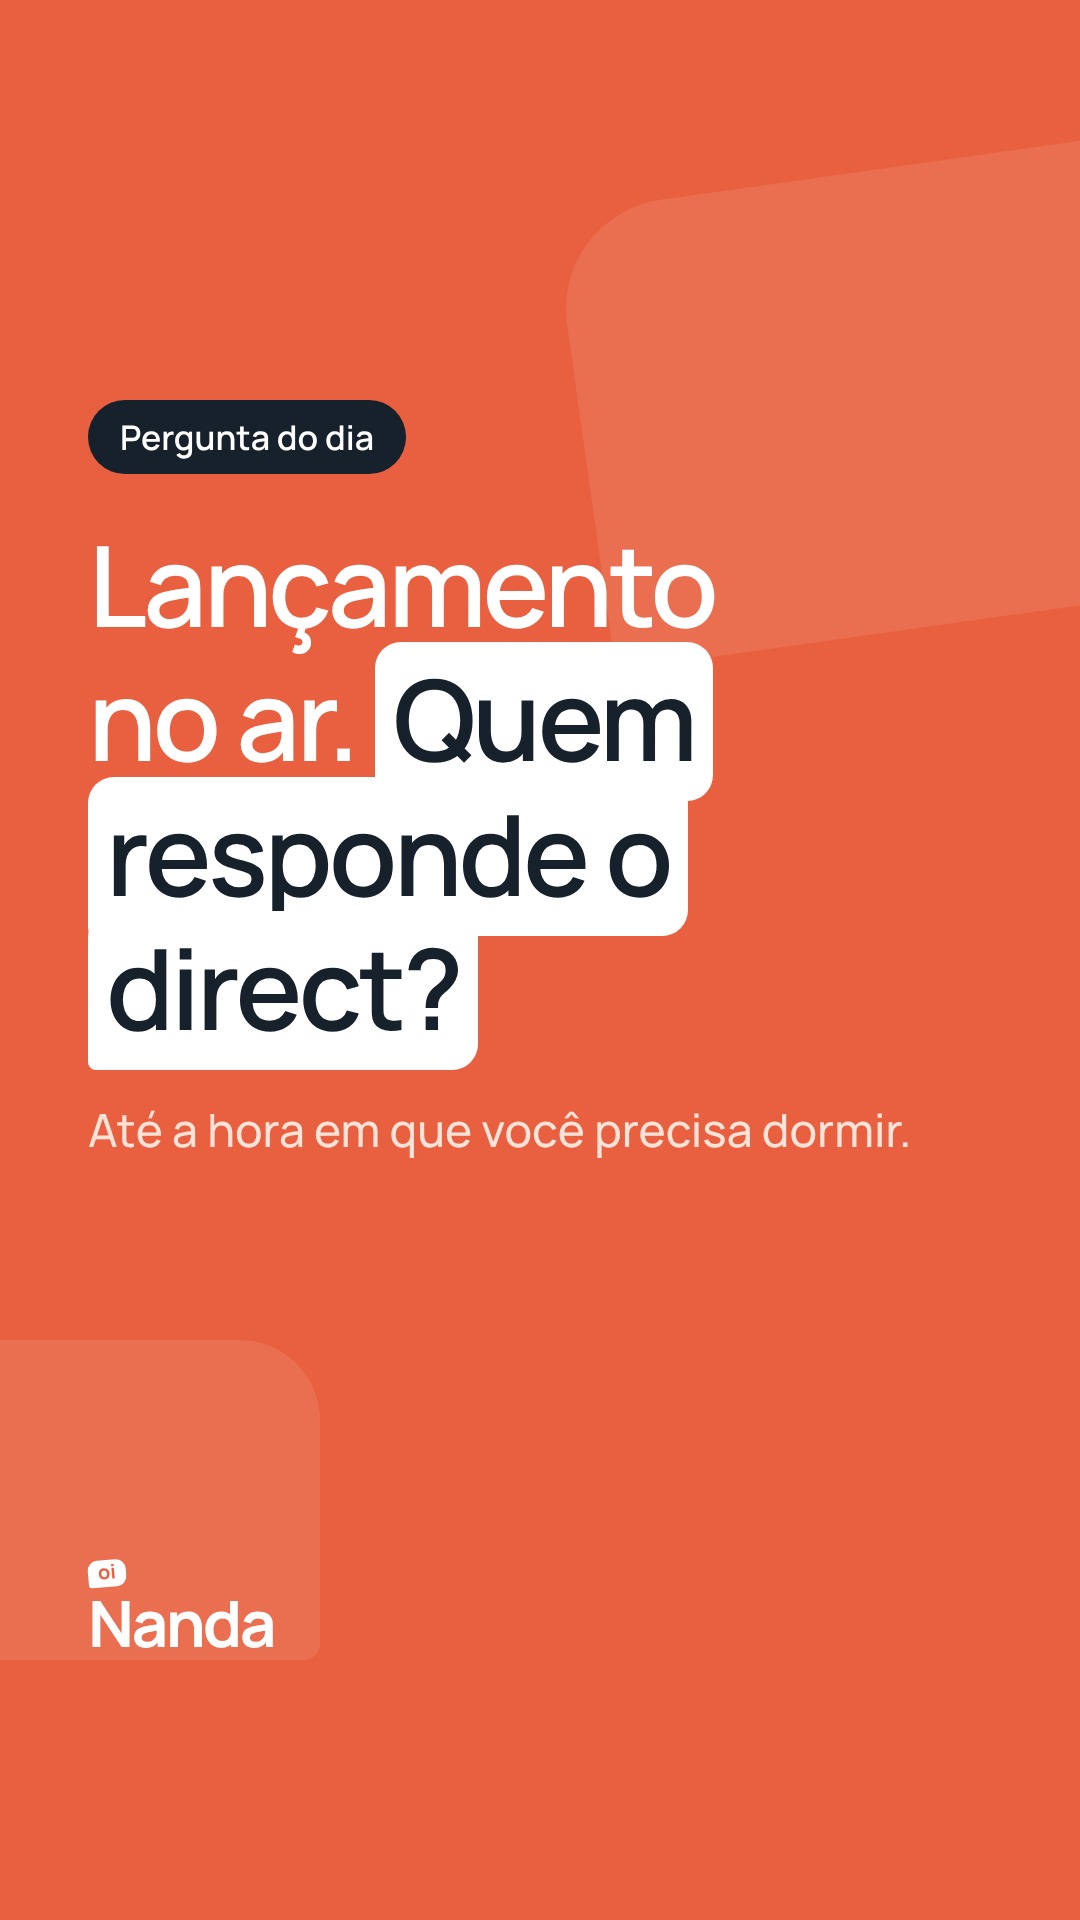 Pergunta do dia
Lançamento
no ar. Quem
responde o
direct?
Até a hora em que você precisa dormir.
oi
Nanda